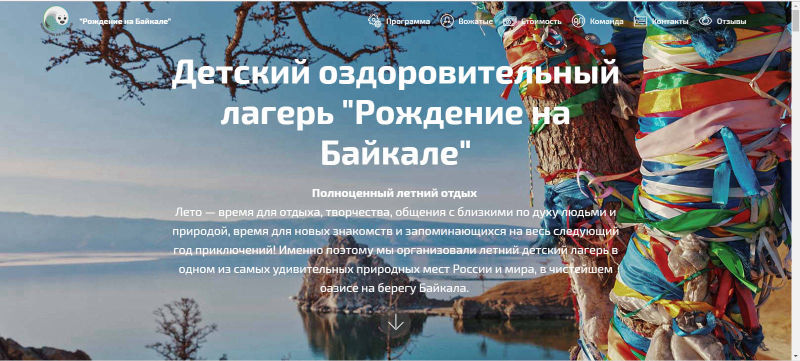 "Рождение на Байкале"
Программа
Вожатые
Стоимость
Команда
Контакты
Отзывы
Детский оздоровительный
лагерь "Рождение на
Байкале"
Полноценный летний отдых
Лето — время для отдыха, творчества, общения с близкими по духу людьми и
природой, время для новых знакомств и запоминающихся на весь следующий
год приключений! Именно поэтому мы организовали летний детский лагерь в
одном из самых удивительных природных мест России и мира, в чистейшем
оазисе на берегу Байкала.